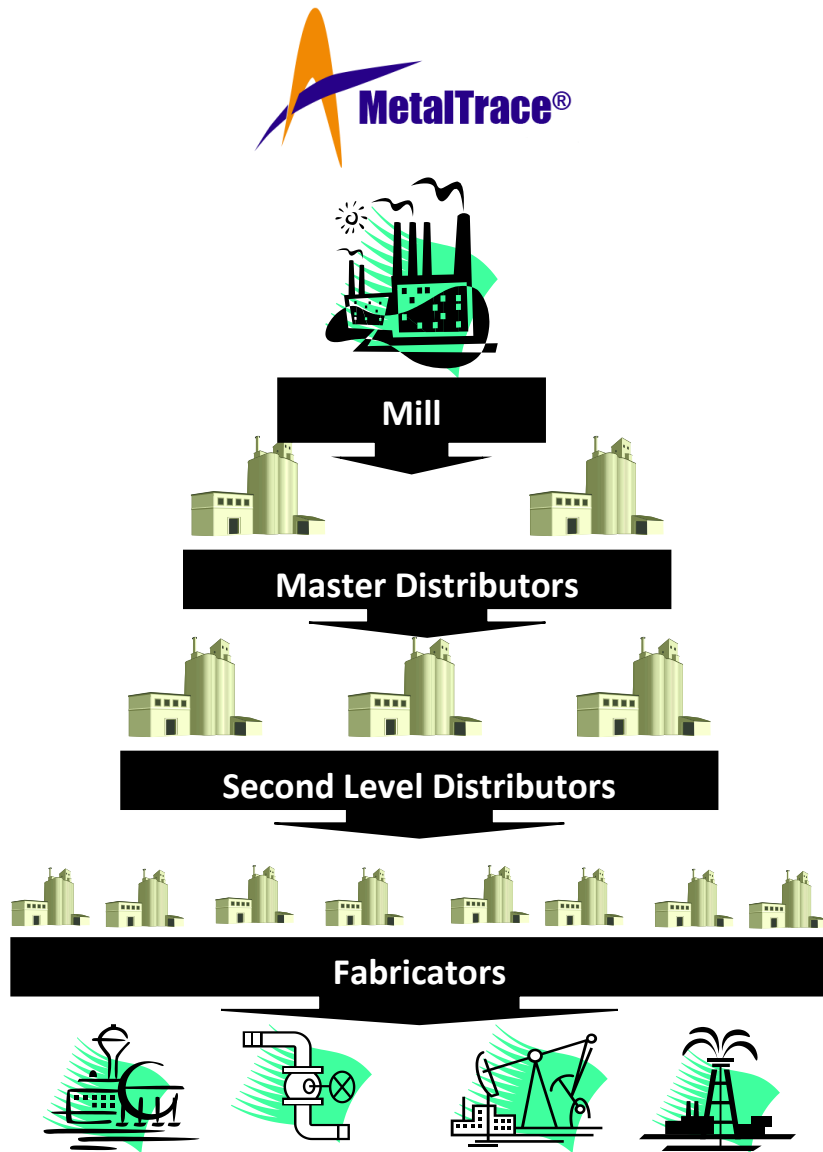 MetalTrace®
Mill
Master Distributors
Second Level Distributors
Fabricators